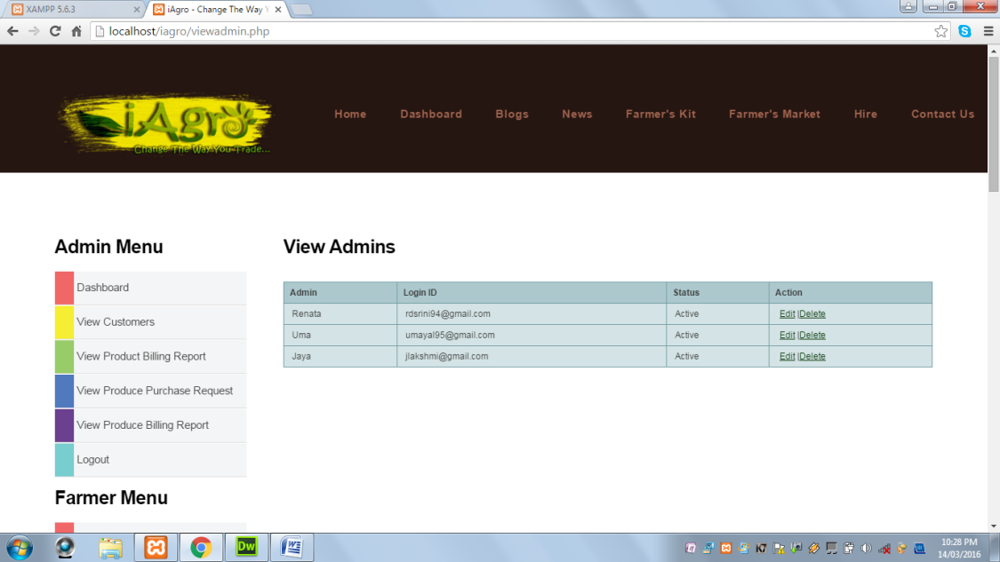 XAMPP 5.6.3
iAgro - Change The Way Y
localhost/iagro/viewadmin.php
iAgro
Change The Way You Trade...
Home Dashboard Blogs News Farmer's Kit Farmer's Market Hire Contact Us
Admin Menu
Dashboard
View Customers
View Product Billing Report
View Produce Purchase Request
View Produce Billing Report
Logout
Farmer Menu
View Admins
Admin Login ID Status Action
Renata rdsrini94@gmail.com Active Edit |Delete
Uma umayal95@gmail.com Active Edit |Delete
Jaya jlakshmi@gmail.com Active Edit |Delete
Dw
10:28 PM
14/03/2016